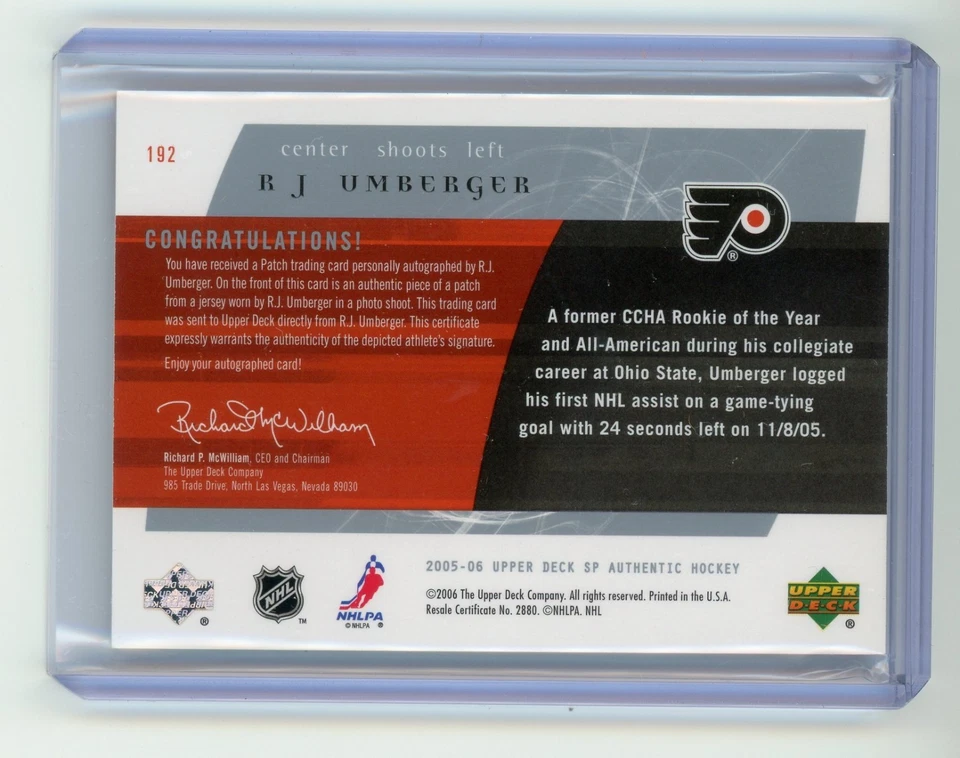 192
center shoots left
R J UMBERGER
CONGRATULATIONS!
You have received a Patch trading card personally autographed by R.J.
Umberger. On the front of this card is an authentic piece of a patch
from a jersey worn by R.J. Umberger in a photo shoot. This trading card
was sent to Upper Deck directly from R.J. Umberger. This certificate
expressly warrants the authenticity of the depicted athlete's signature.
Enjoy your autographed card!
Richard McWilliam
Richard P. McWilliam, CEO and Chairman
The Upper Deck Company
985 Trade Drive, North Las Vegas, Nevada 89030
®
A former CCHA Rookie of the Year
and All-American during his collegiate
career at Ohio State, Umberger logged
his first NHL assist on a game-tying
goal with 24 seconds left on 11/8/05.
®
NHL
™
NHLPA
© NHLPA ®
2005-06 UPPER DECK SP AUTHENTIC HOCKEY
©2006 The Upper Deck Company. All rights reserved. Printed in the U.S.A.
Resale Certificate No. 2880. ©NHLPA. NHL
UPPER
DECK
®